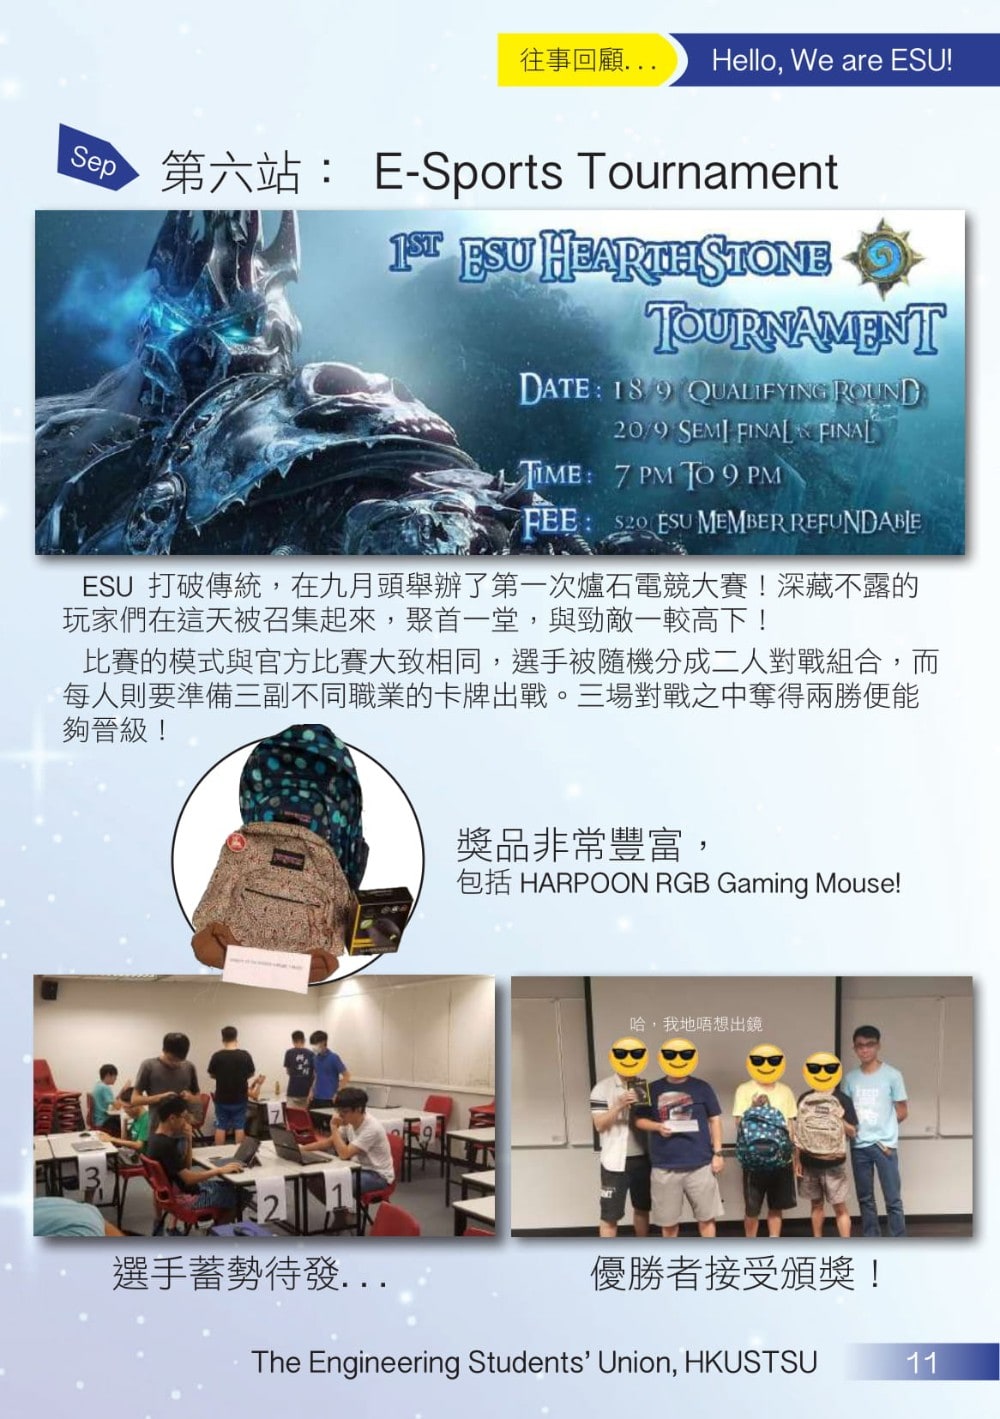 往事回顧...
Hello, We are ESU!
Sep
第六站： E-Sports Tournament
1ST ESU HEARTHSTONE
TOURNAMENT
DATE: 18/9 (QUALIFYING ROUND)
20/9 SEMI-FINAL & FINAL
TIME: 7 PM TO 9 PM
FEE: $20 (ESU MEMBER REFUNDABLE
ESU 打破傳統，在九月頭舉辦了第一次爐石電競大賽！深藏不露的
玩家們在這天被召集起來，聚首一堂，與勁敵一較高下！
比賽的模式與官方比賽大致相同，選手被隨機分成二人對戰組合，而
每人則要準備三副不同職業的卡牌出戰。三場對戰之中奪得兩勝便能
夠晉級！
獎品非常豐富，
包括 HARPOON RGB Gaming Mouse!
哈，我地唔想出鏡
3
2
1
7
9
選手蓄勢待發...
優勝者接受頒獎！
The Engineering Students' Union, HKUSTSU
11